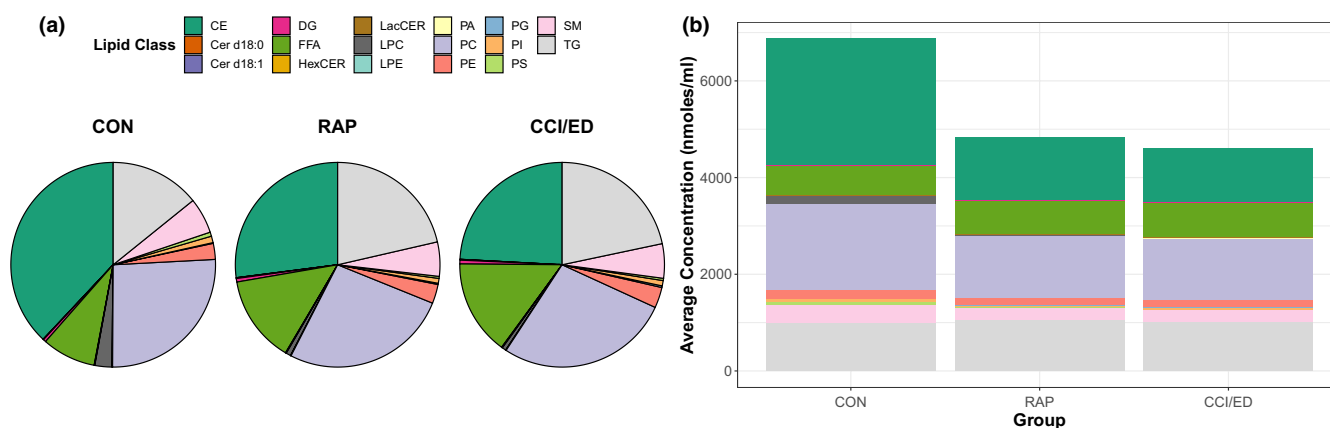 (a)
Lipid Class
CE
Cer d18:0
Cer d18:1
DG
FFA
HexCER
LacCER
LPC
LPE
PA
PC
PE
PG
PI
PS
SM
TG
CON
RAP
CCI/ED
(b)
Average Concentration (nmoles/ml)
6000
4000
2000
0
CON
RAP
CCI/ED
Group